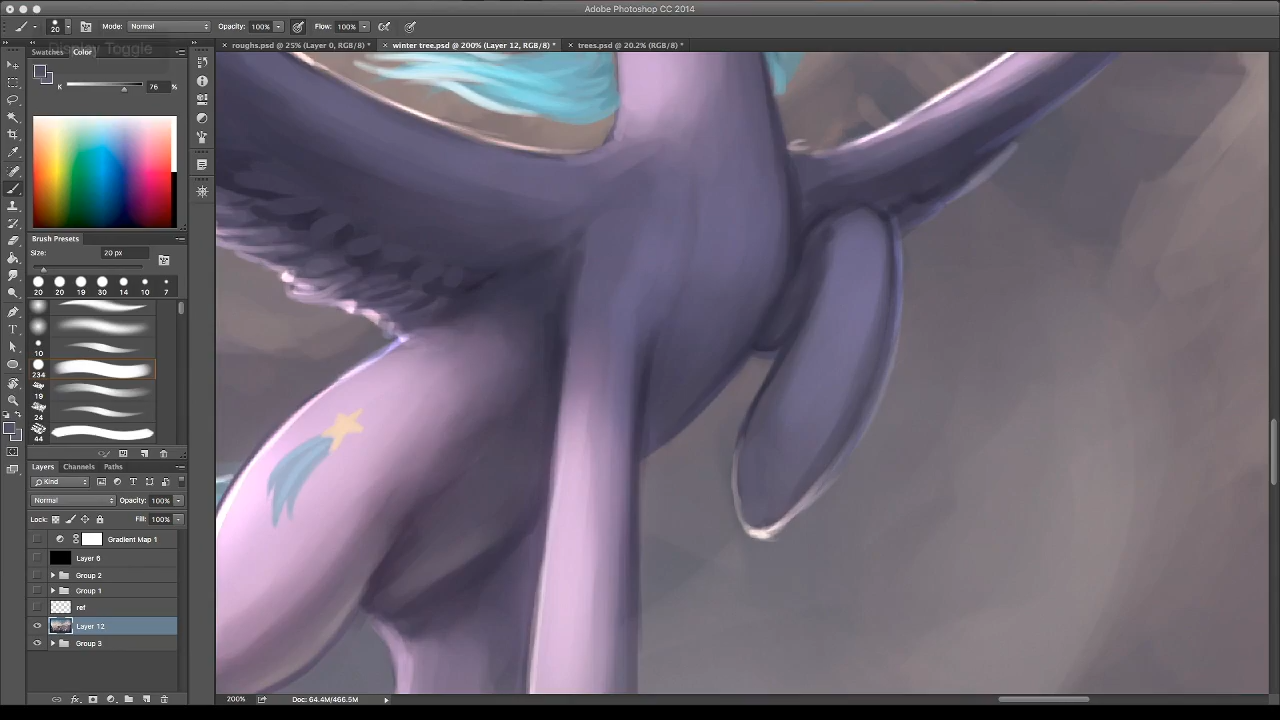 Adobe Photoshop CC 2014
20
Mode: Normal
Opacity: 100%
Flow: 100%
Display Toggle
Swatches
Color
× roughs.psd @ 25% (Layer 0, RGB/8) *
× winter tree.psd @ 200% (Layer 12, RGB/8) *
× trees.psd @ 20.2% (RGB/8) *
K
76
%
Brush Presets
Size:
20 px
20 20 19 30 14 10 7
10
234
19
24
44
Layers
Channels
Paths
Kind
Normal
Opacity: 100%
Lock:
Fill: 100%
Gradient Map 1
Layer 6
Group 2
Group 1
ref
Layer 12
Group 3
200%
Doc: 64.4M/466.5M